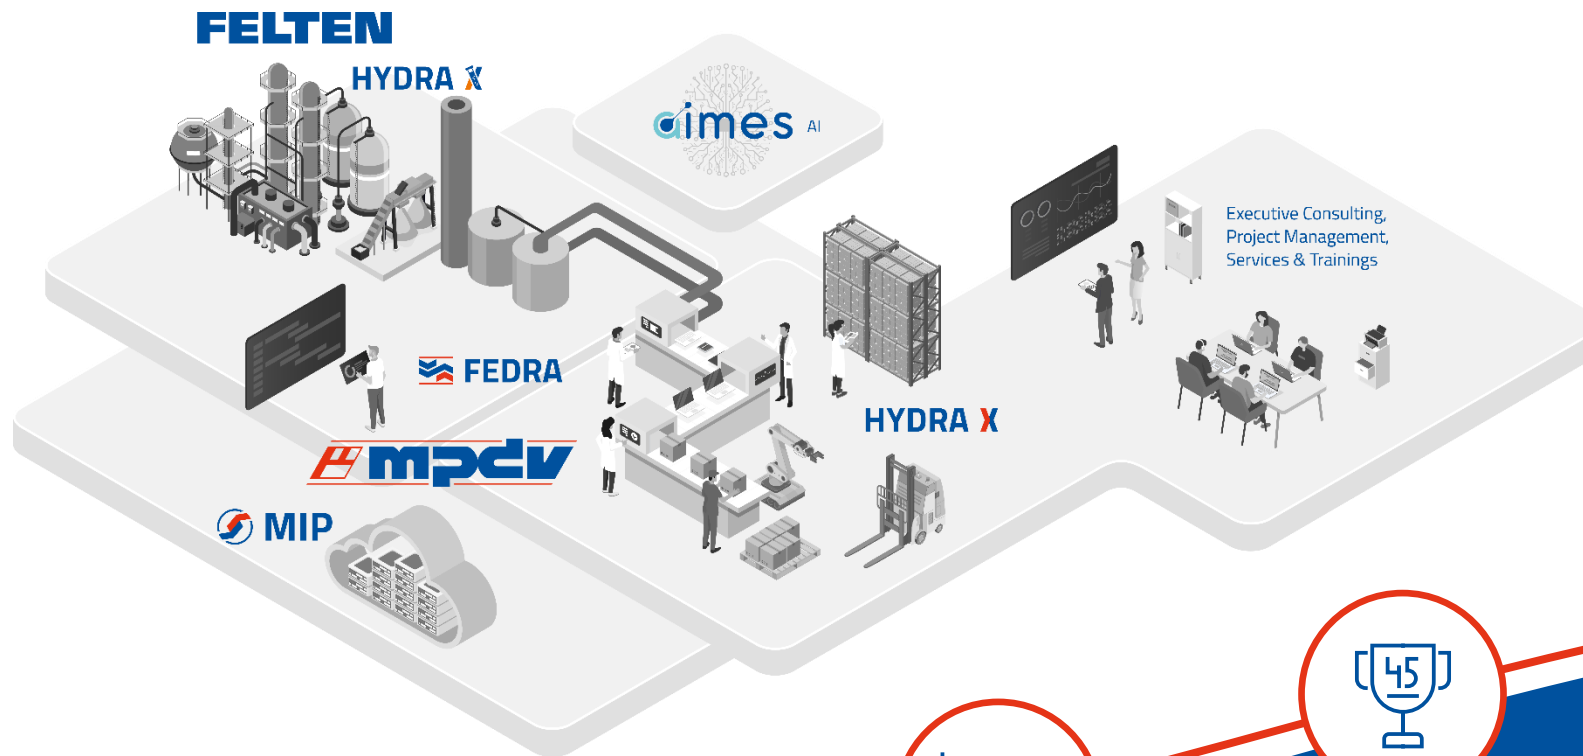 FELTEN
HYDRA X
aimes AI
Executive Consulting,
Project Management,
Services & Trainings
FEDRA
HYDRA X
mpdv
MIP
45